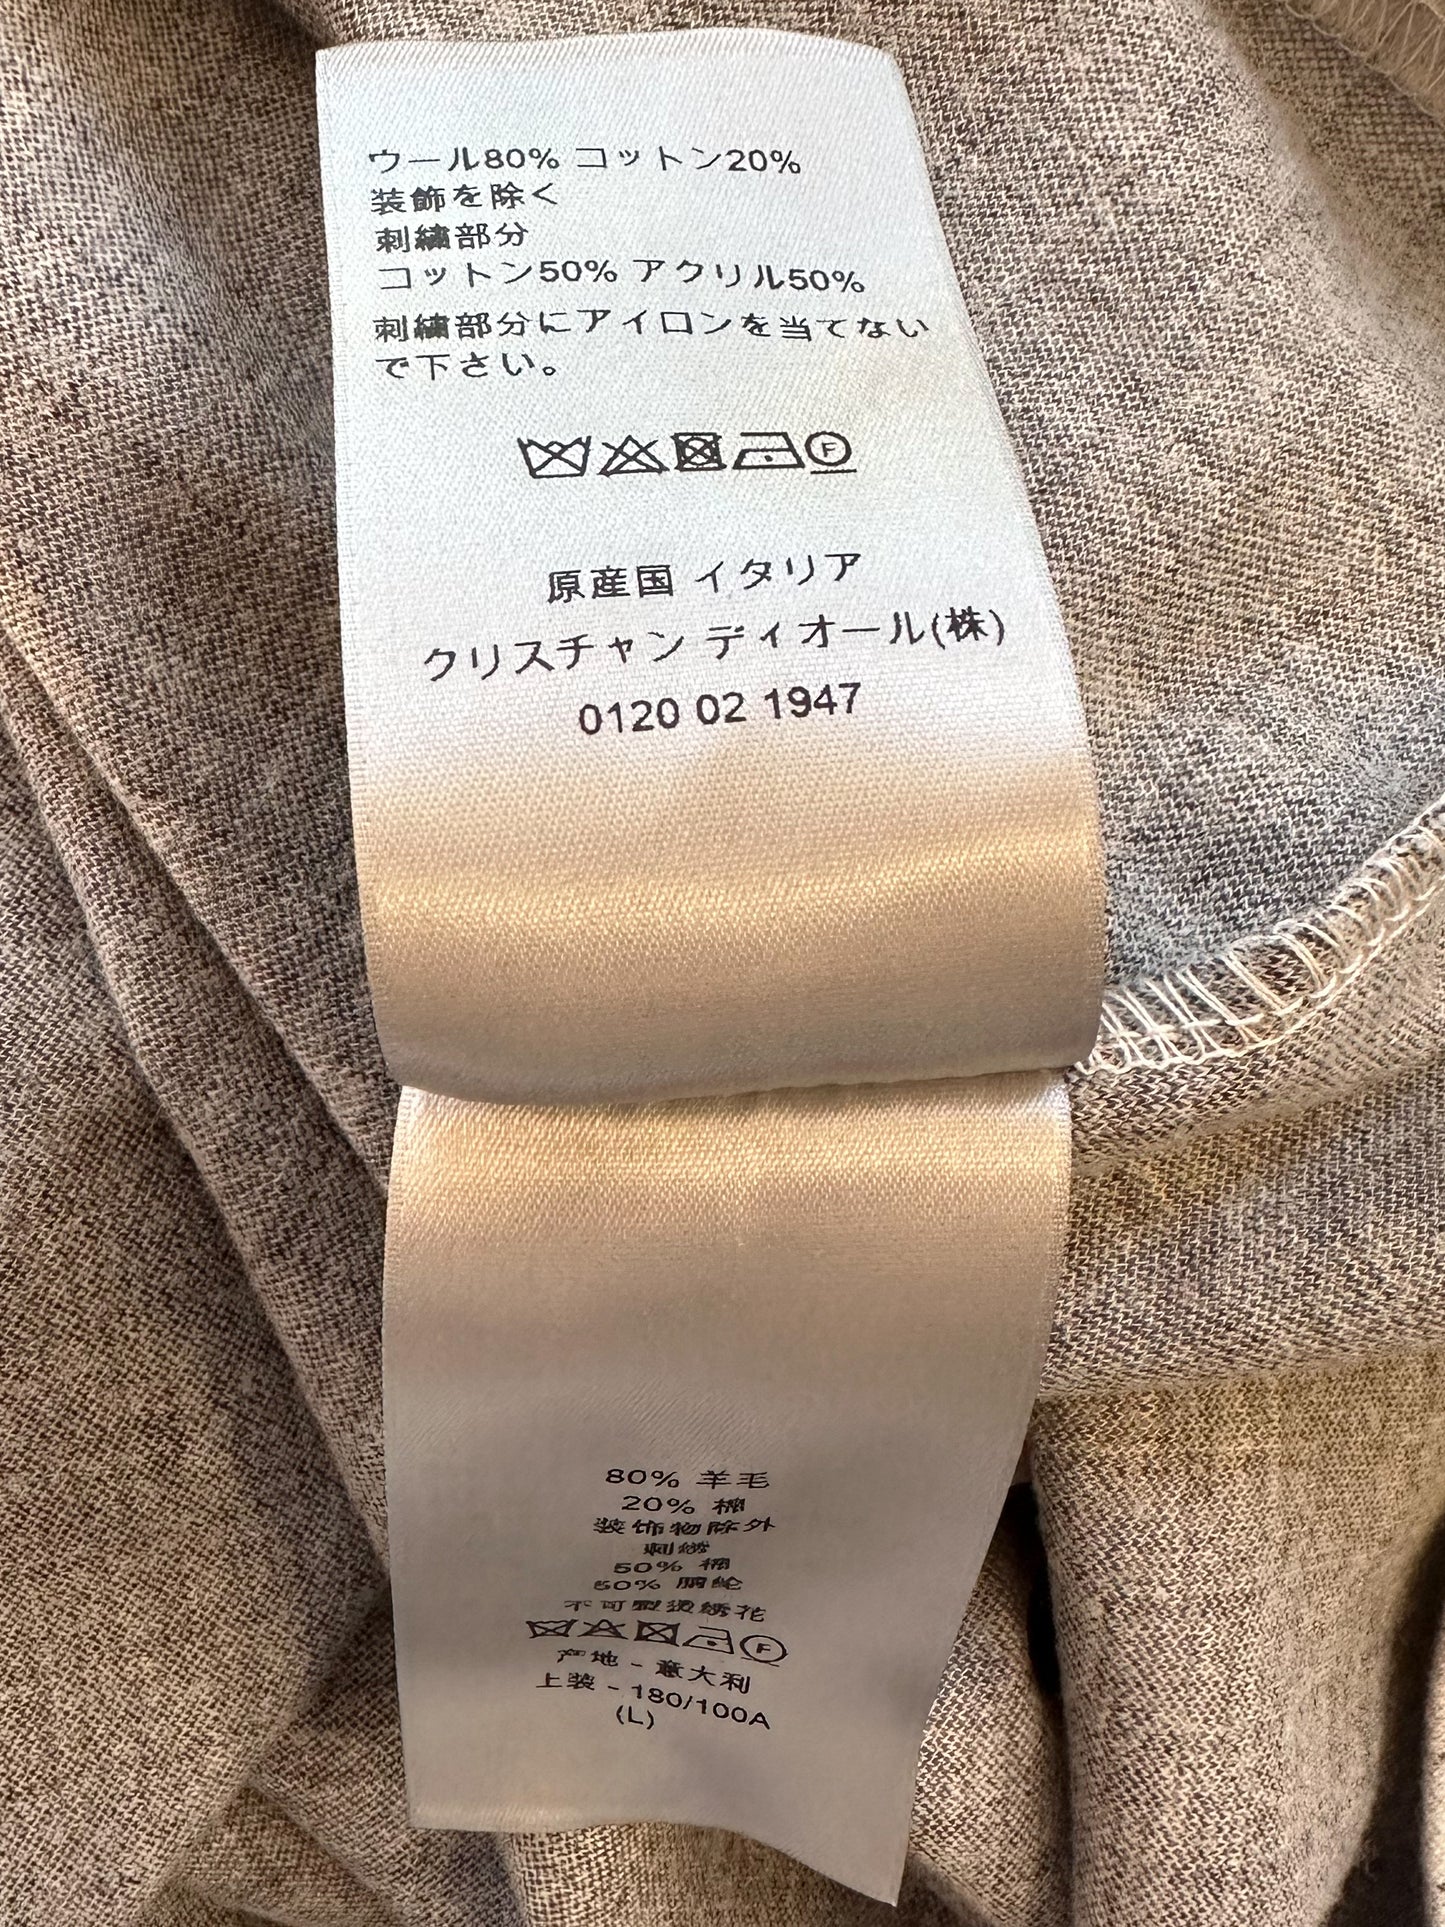 ウール80% コットン20%
装飾を除く
刺繍部分
コットン50% アクリル50%
刺繍部分にアイロンを当てない
で下さい。
F
原産国 イタリア
クリスチャン ディオール(株)
0120 02 1947
80% 羊毛
20% 棉
装饰物除外
刺绣
50% 棉
50% 腈纶
不可熨烫绣花
F
产地 - 意大利
上装 - 180/100A
(L)